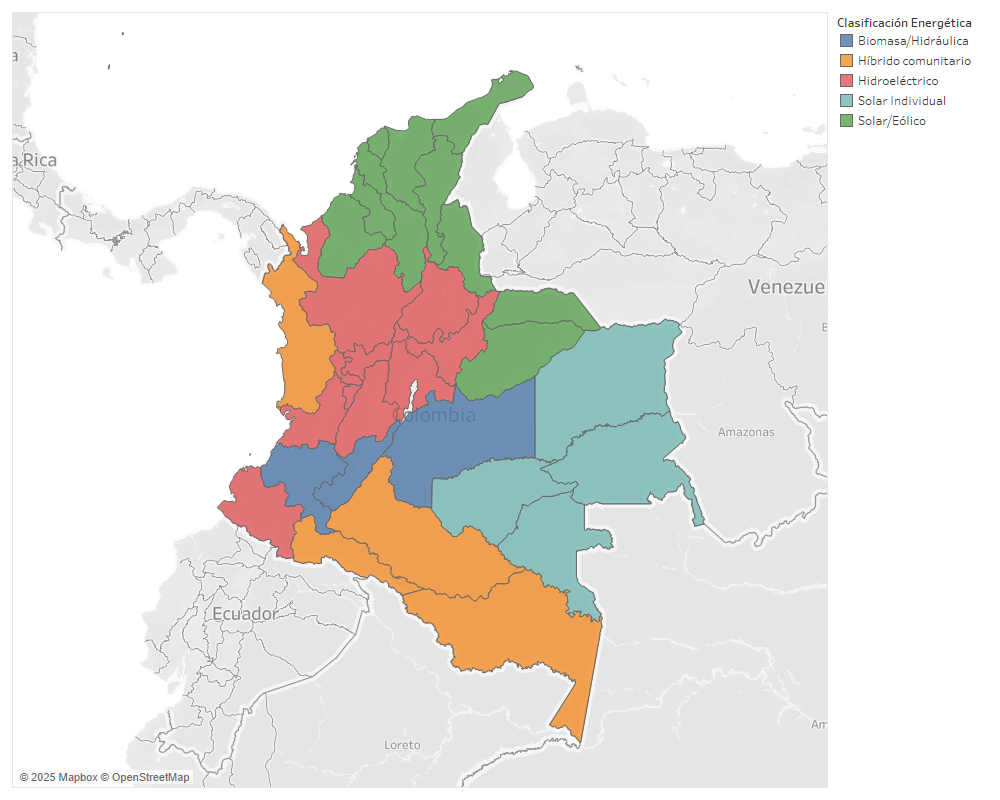 Clasificación Energética
Biomasa/Hidráulica
Híbrido comunitario
Hidroeléctrico
Solar Individual
Solar/Eólico
a
a Rica
Venezue
Colombia
Amazonas
Ecuador
Loreto
Am
© 2025 Mapbox © OpenStreetMap